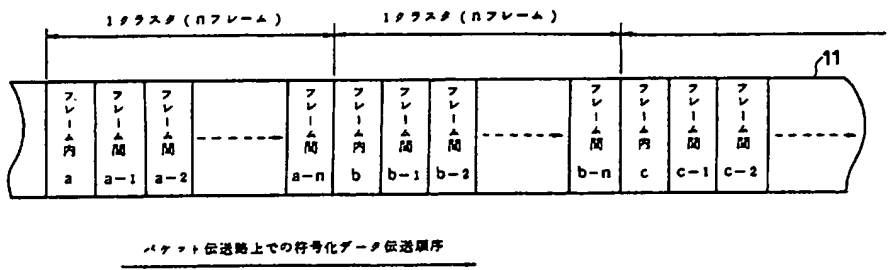 1クラスタ (nフレーム) 1クラスタ (nフレーム)
11
フレーム内 a
フレーム間 a-1
フレーム間 a-2
フレーム間 a-n
フレーム内 b
フレーム間 b-1
フレーム間 b-2
フレーム間 b-n
フレーム内 c
フレーム間 c-1
フレーム間 c-2
パケット伝送路上での符号化データ伝送順序